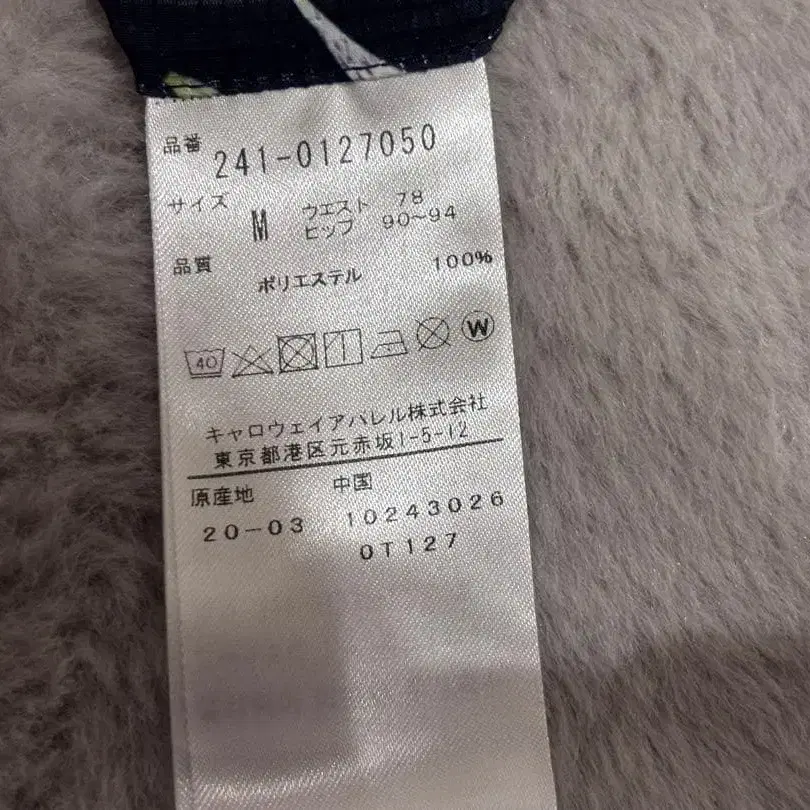 品番 241-0127050
サイズ M ウエスト 78
ヒップ 90~94
品質 ポリエステル 100%
40 W
キャロウェイアパレル株式会社
東京都港区元赤坂1-5-12
原産地 中国
20-03 10243026
0T127